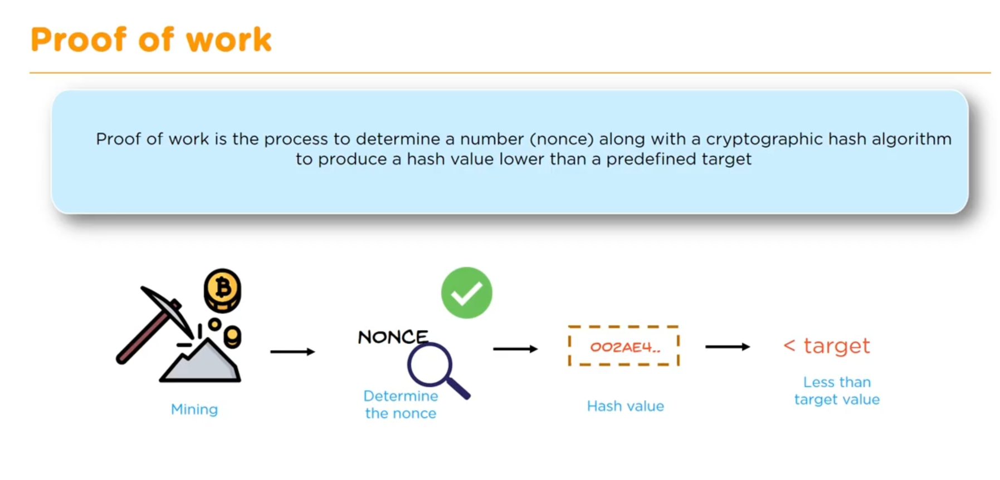 Proof of work
Proof of work is the process to determine a number (nonce) along with a cryptographic hash algorithm
to produce a hash value lower than a predefined target
NONCE
002AE4..
< target
Mining
Determine
the nonce
Hash value
Less than
target value